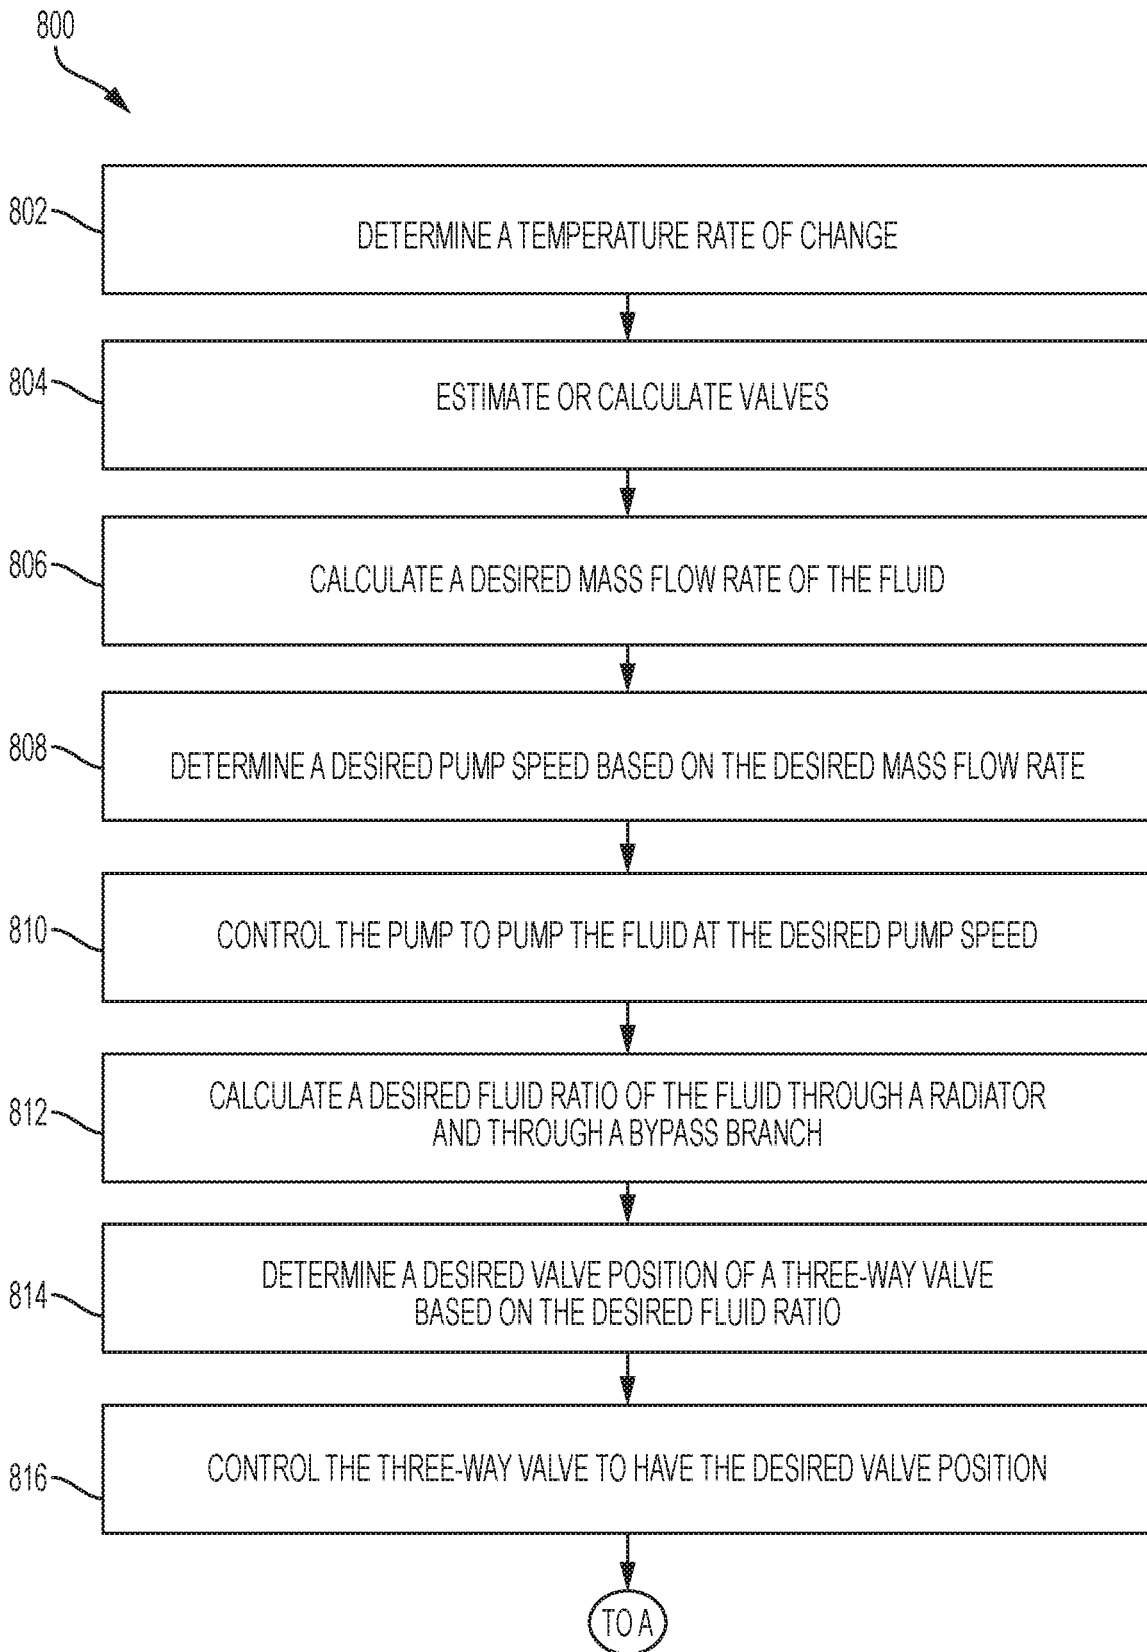 800
802
DETERMINE A TEMPERATURE RATE OF CHANGE
804
ESTIMATE OR CALCULATE VALVES
806
CALCULATE A DESIRED MASS FLOW RATE OF THE FLUID
808
DETERMINE A DESIRED PUMP SPEED BASED ON THE DESIRED MASS FLOW RATE
810
CONTROL THE PUMP TO PUMP THE FLUID AT THE DESIRED PUMP SPEED
812
CALCULATE A DESIRED FLUID RATIO OF THE FLUID THROUGH A RADIATOR
AND THROUGH A BYPASS BRANCH
814
DETERMINE A DESIRED VALVE POSITION OF A THREE-WAY VALVE
BASED ON THE DESIRED FLUID RATIO
816
CONTROL THE THREE-WAY VALVE TO HAVE THE DESIRED VALVE POSITION
TO A